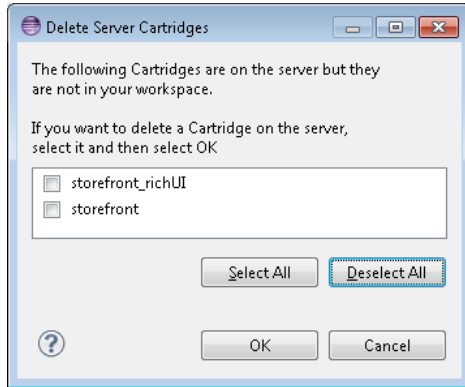 Delete Server Cartridges
The following Cartridges are on the server but they
are not in your workspace.
If you want to delete a Cartridge on the server,
select it and then select OK
storefront_richUI
storefront
Select All Deselect All
? OK Cancel